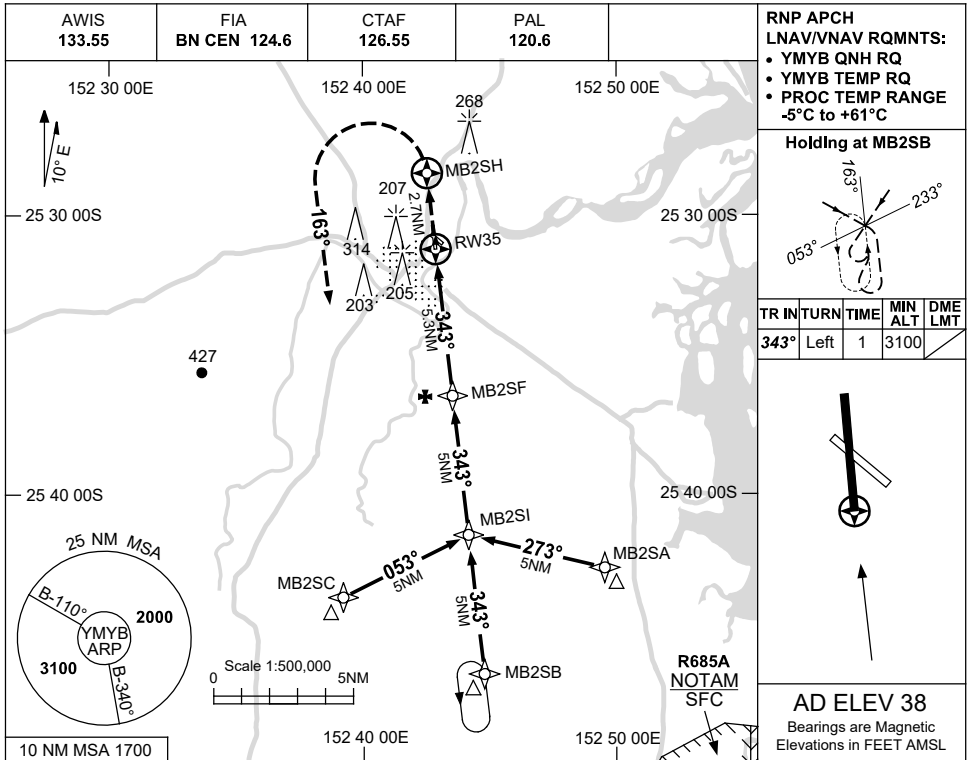 AWIS
133.55
FIA
BN CEN 124.6
CTAF
126.55
PAL
120.6
RNP APCH
LNAV/VNAV RQMNTS:
• YMYB QNH RQ
• YMYB TEMP RQ
• PROC TEMP RANGE
-5°C to +61°C
152 30 00E
152 40 00E
152 50 00E
10° E
268
MB2SH
207
2.7NM
163°
25 30 00S
25 30 00S
314
RW35
203
205
5.3NM
343°
427
MB2SF
343°
5NM
25 40 00S
25 40 00S
MB2SI
MB2SC
053°
5NM
273°
5NM
MB2SA
343°
5NM
MB2SB
25 NM MSA
B-110°
YMYB
ARP
2000
3100
B-340°
10 NM MSA 1700
Scale 1:500,000
0
5NM
152 40 00E
152 50 00E
R685A
NOTAM
SFC
Holding at MB2SB
163°
233°
053°
TR IN TURN TIME MIN ALT DME LMT
343° Left 1 3100
AD ELEV 38
Bearings are Magnetic
Elevations in FEET AMSL